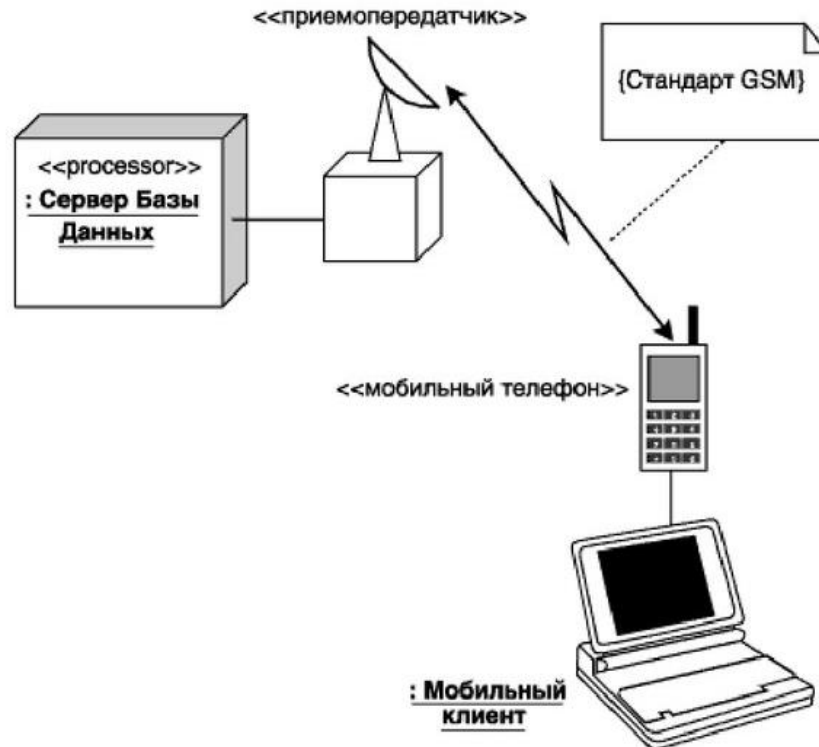 <<приемопередатчик>>
{Стандарт GSM}
<<processor>>
: Сервер Базы
Данных
<<мобильный телефон>>
: Мобильный
клиент